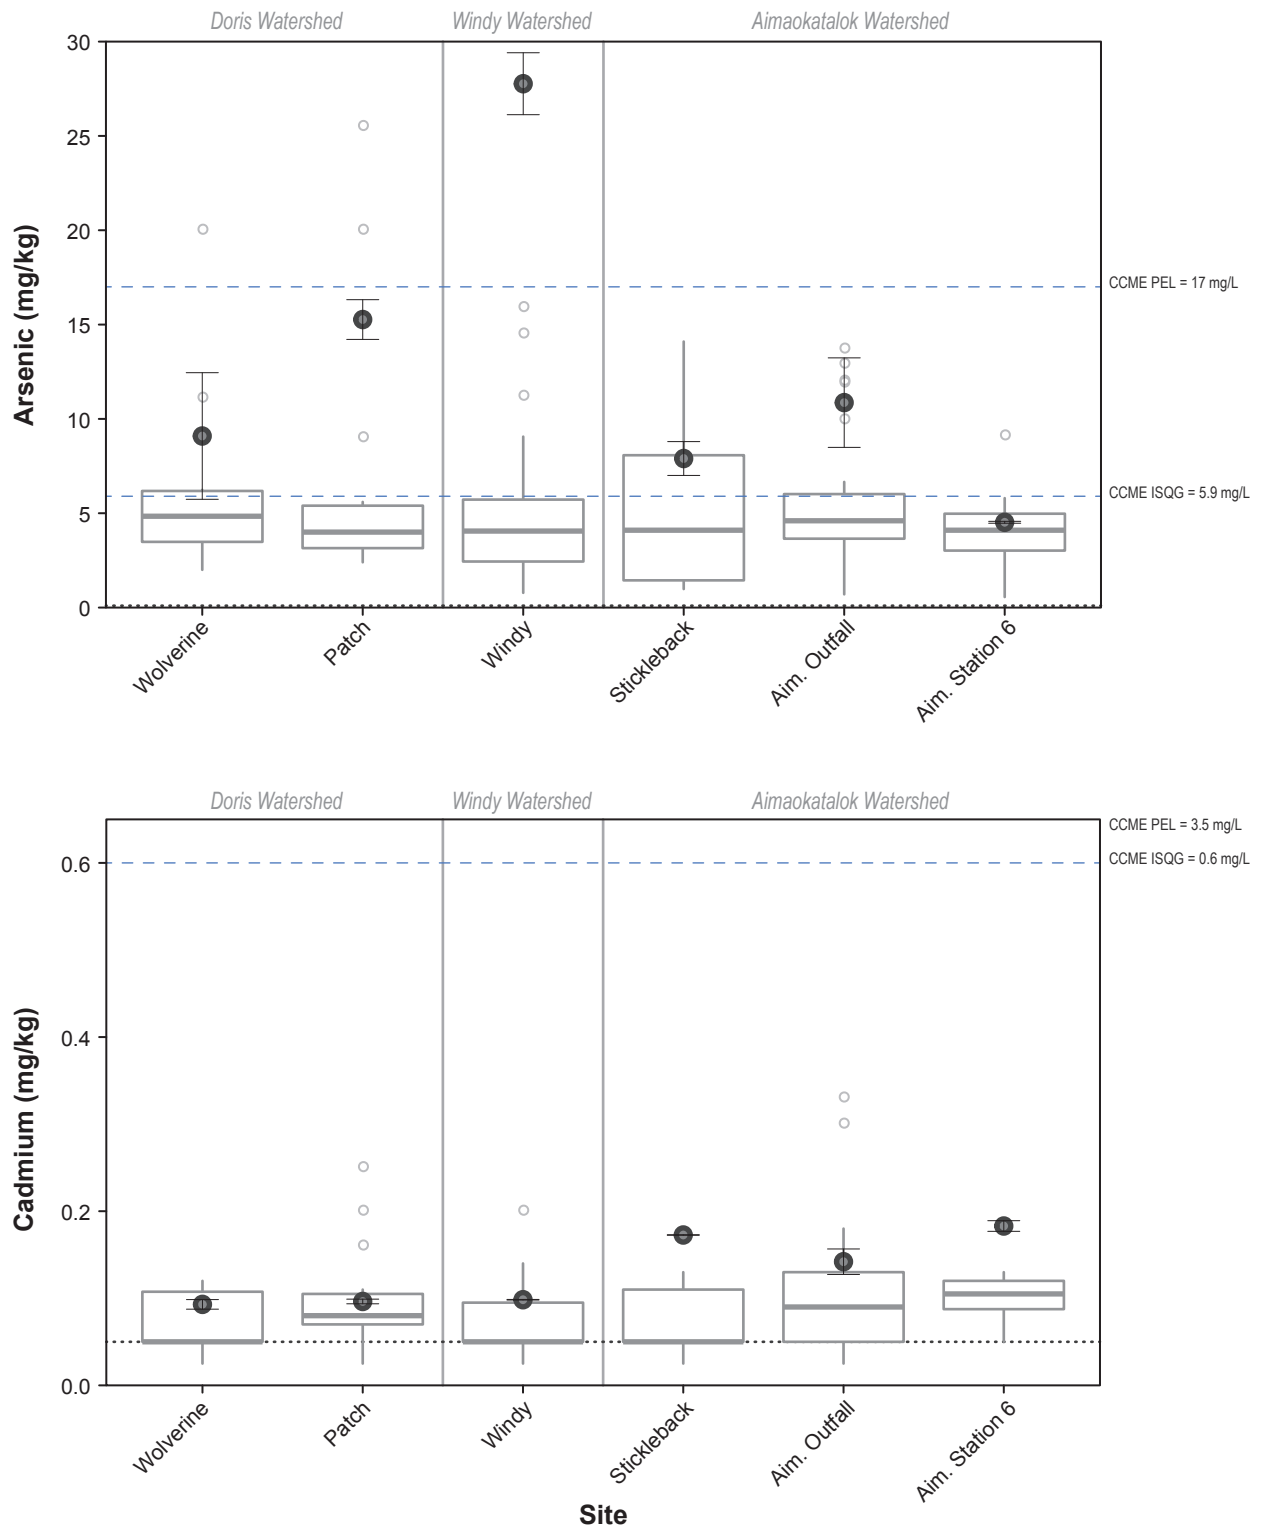 Doris Watershed Windy Watershed Aimaokatalok Watershed
30
25
20
15
10
5
0
Arsenic (mg/kg)
CCME PEL = 17 mg/L
CCME ISQG = 5.9 mg/L
Wolverine Patch Windy Stickleback Aim. Outfall Aim. Station 6
Doris Watershed Windy Watershed Aimaokatalok Watershed
CCME PEL = 3.5 mg/L
CCME ISQG = 0.6 mg/L
0.6
0.4
0.2
0.0
Cadmium (mg/kg)
Wolverine Patch Windy Stickleback Aim. Outfall Aim. Station 6
Site